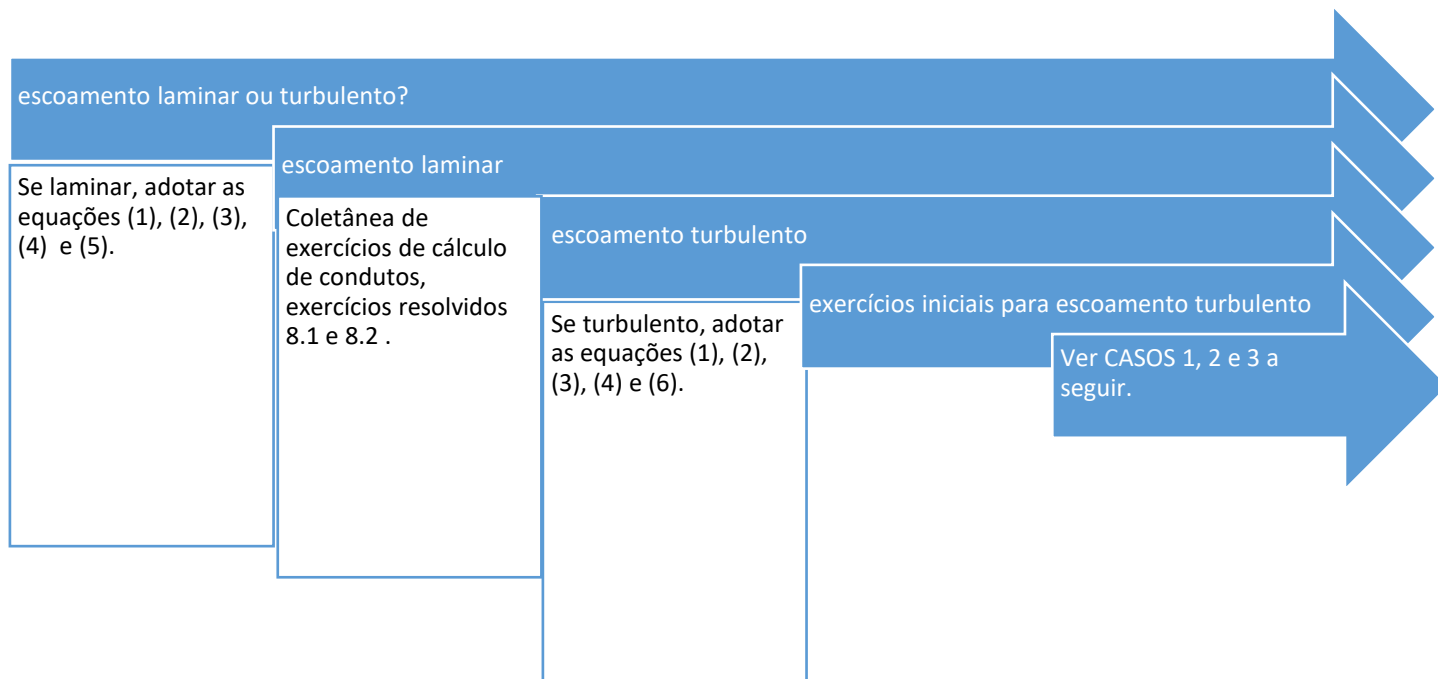 escoamento laminar ou turbulento?
Se laminar, adotar as
equações (1), (2), (3),
(4) e (5).
escoamento laminar
Coletânea de
exercícios de cálculo
de condutos,
exercícios resolvidos
8.1 e 8.2 .
escoamento turbulento
Se turbulento, adotar
as equações (1), (2),
(3), (4) e (6).
exercícios iniciais para escoamento turbulento
Ver CASOS 1, 2 e 3 a
seguir.